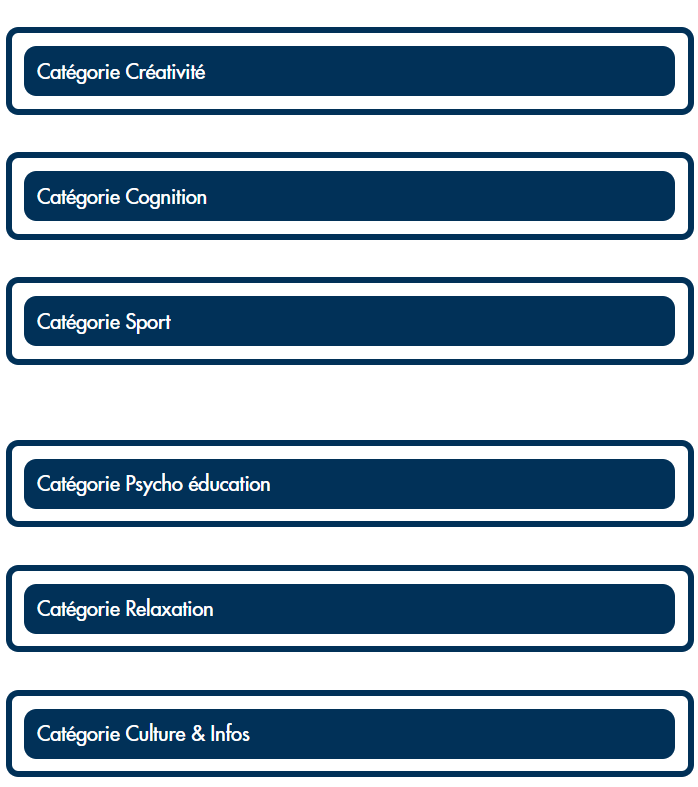 Catégorie Créativité
Catégorie Cognition
Catégorie Sport
Catégorie Psycho éducation
Catégorie Relaxation
Catégorie Culture & Infos